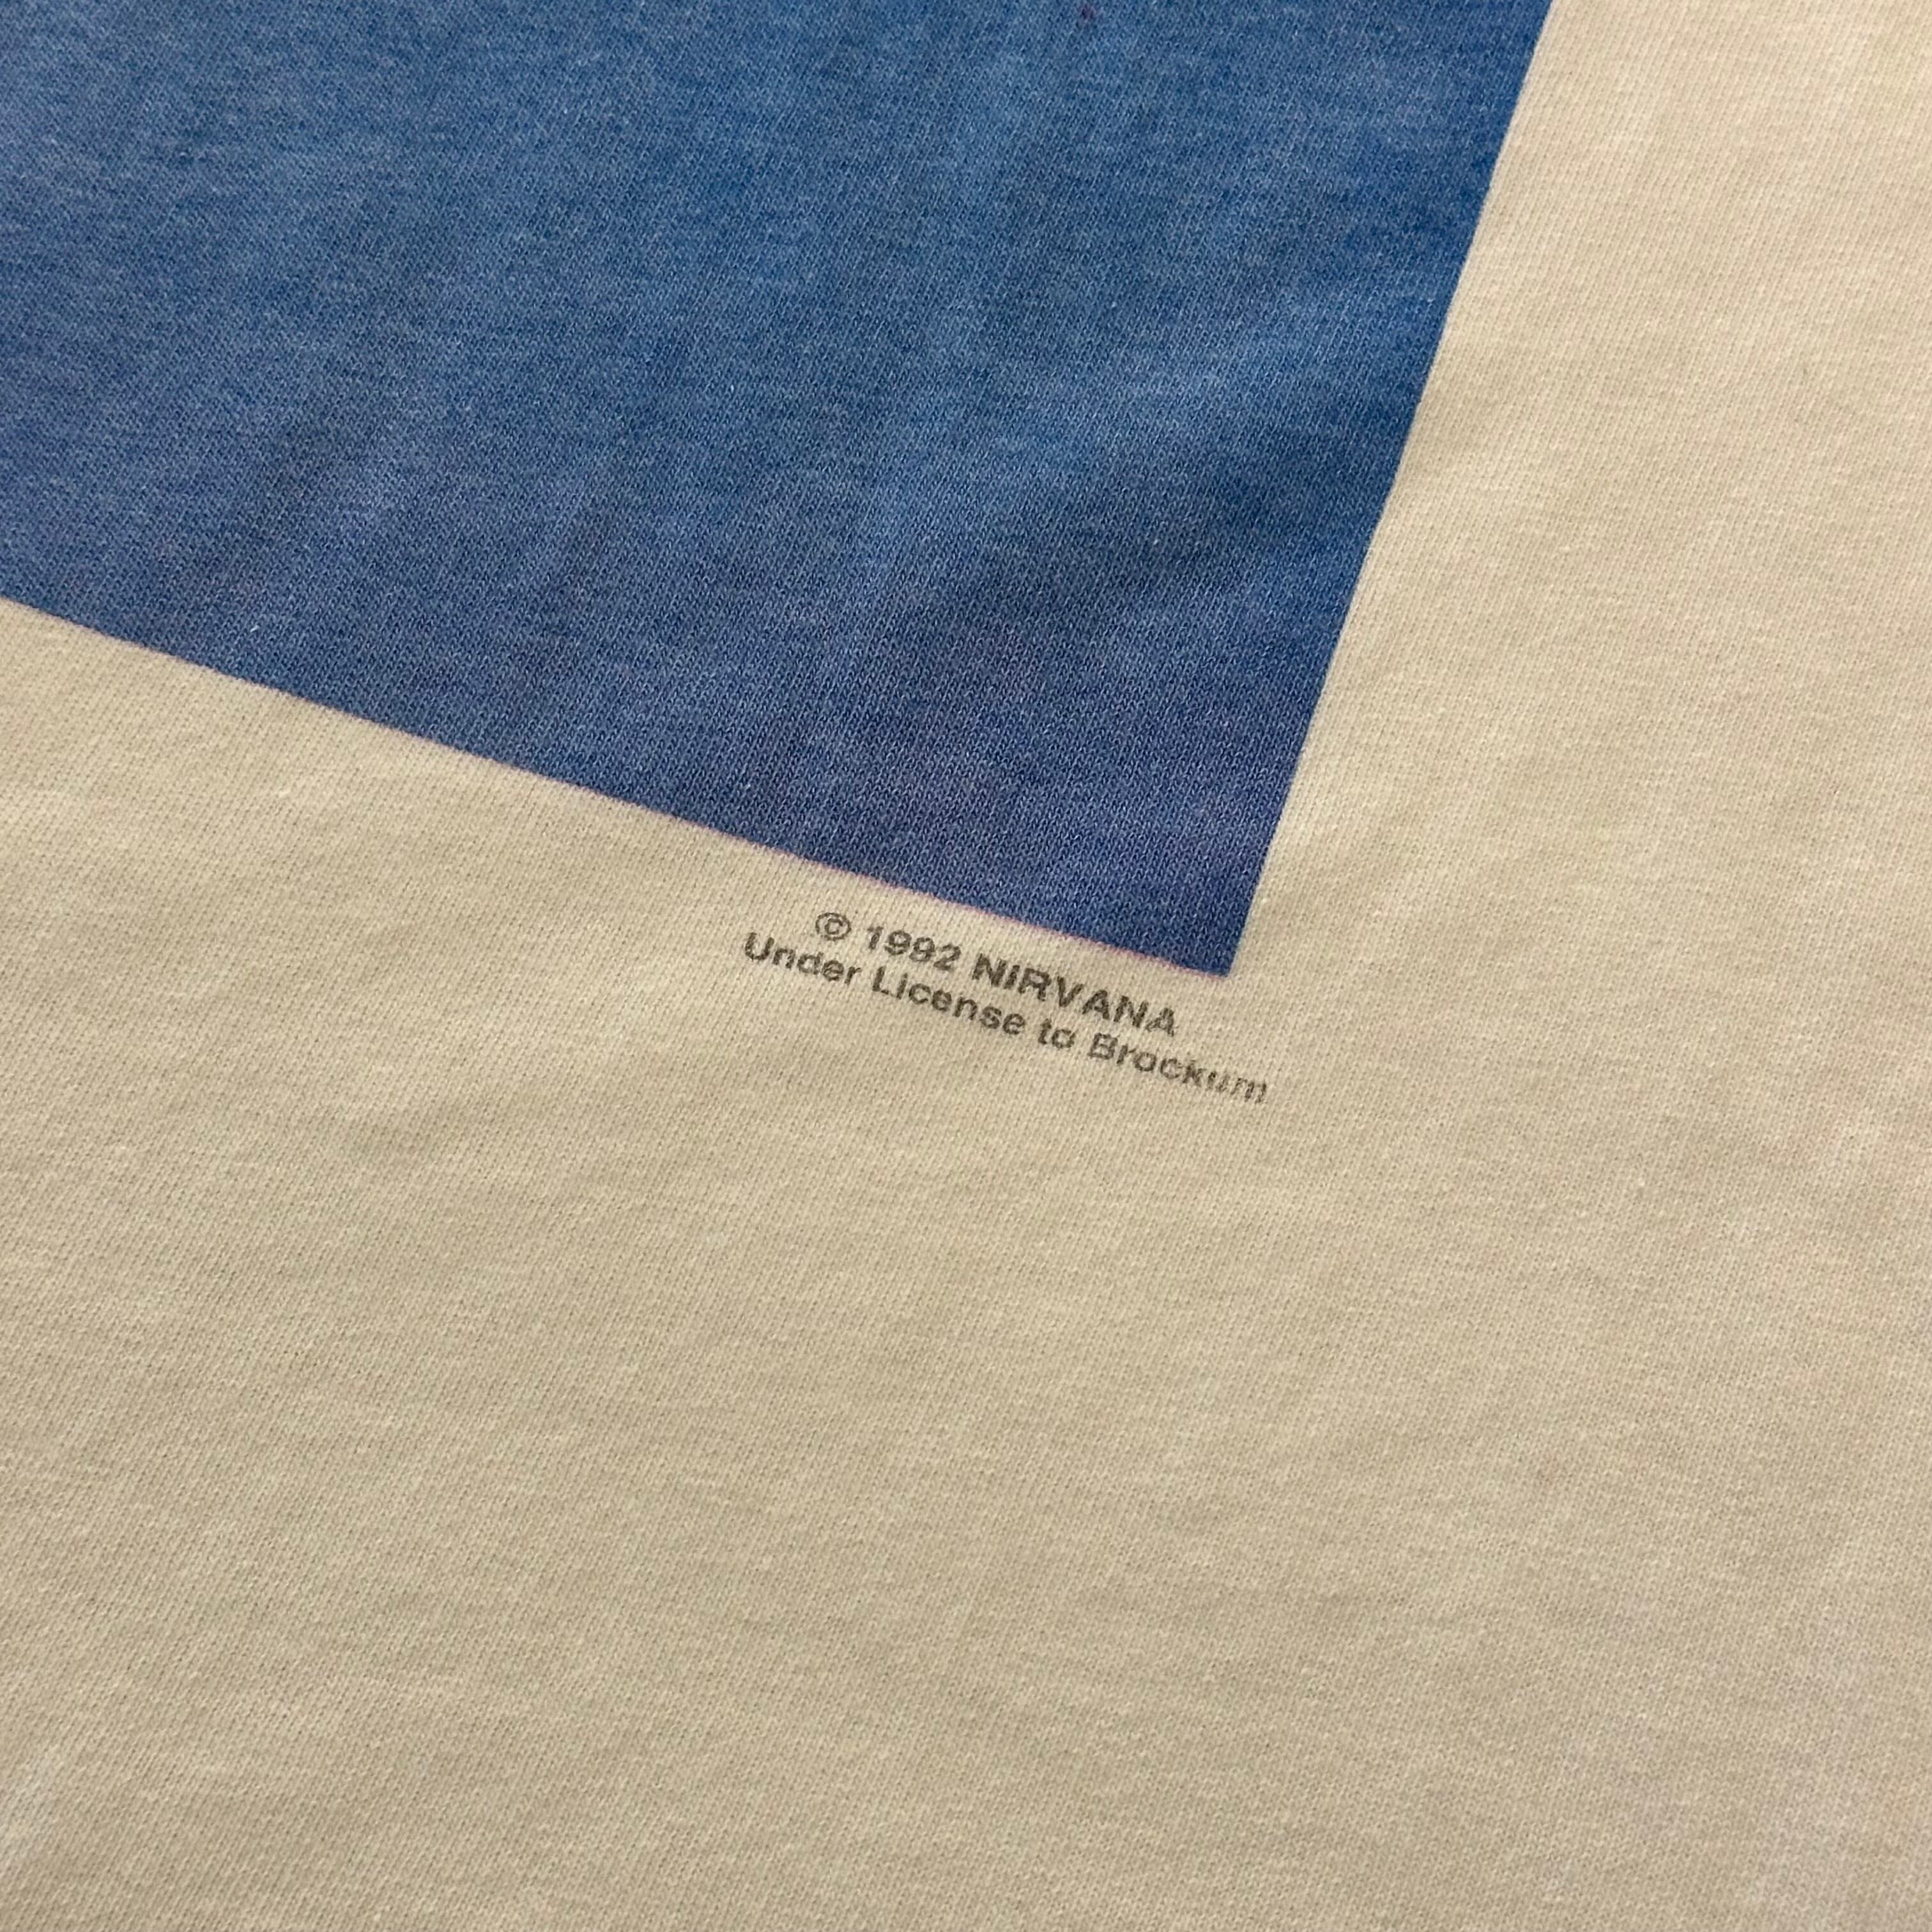 © 1992 NIRVANA
Under License to Brockum